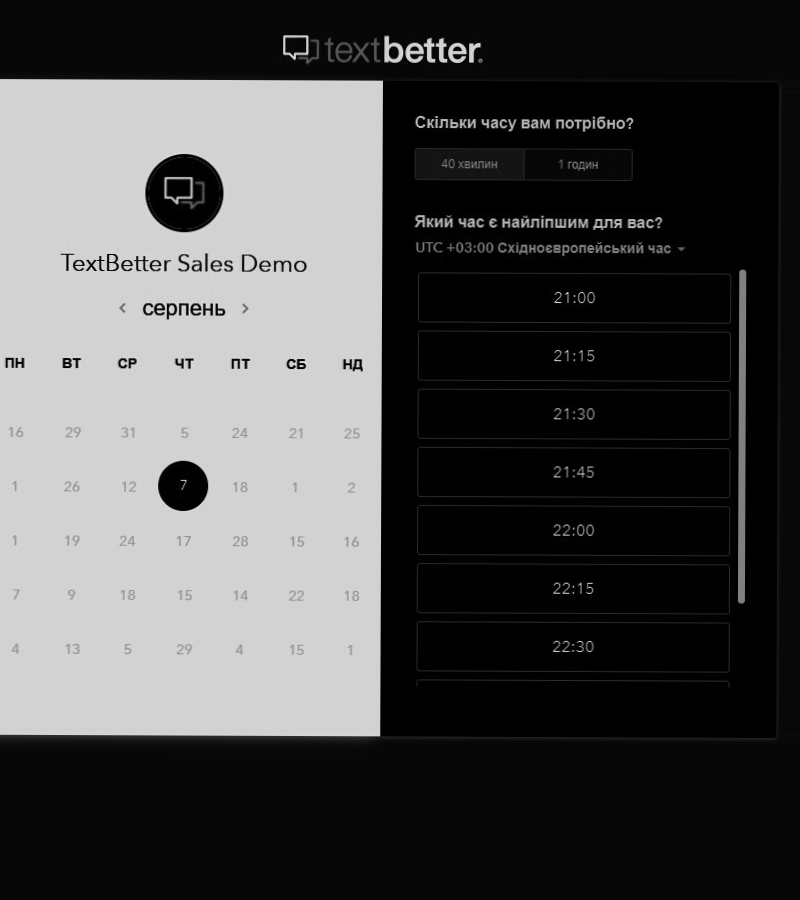 textbetter.
TextBetter Sales Demo
серпень
ПН ВТ СР ЧТ ПТ СБ НД
16 29 31 5 24 21 25
1 26 12 7 18 1 2
1 19 24 17 28 15 16
7 9 18 15 14 22 18
4 13 5 29 4 15 1
Скільки часу вам потрібно?
40 хвилин 1 годин
Який час є найліпшим для вас?
UTC +03:00 Східноєвропейський час
21:00
21:15
21:30
21:45
22:00
22:15
22:30